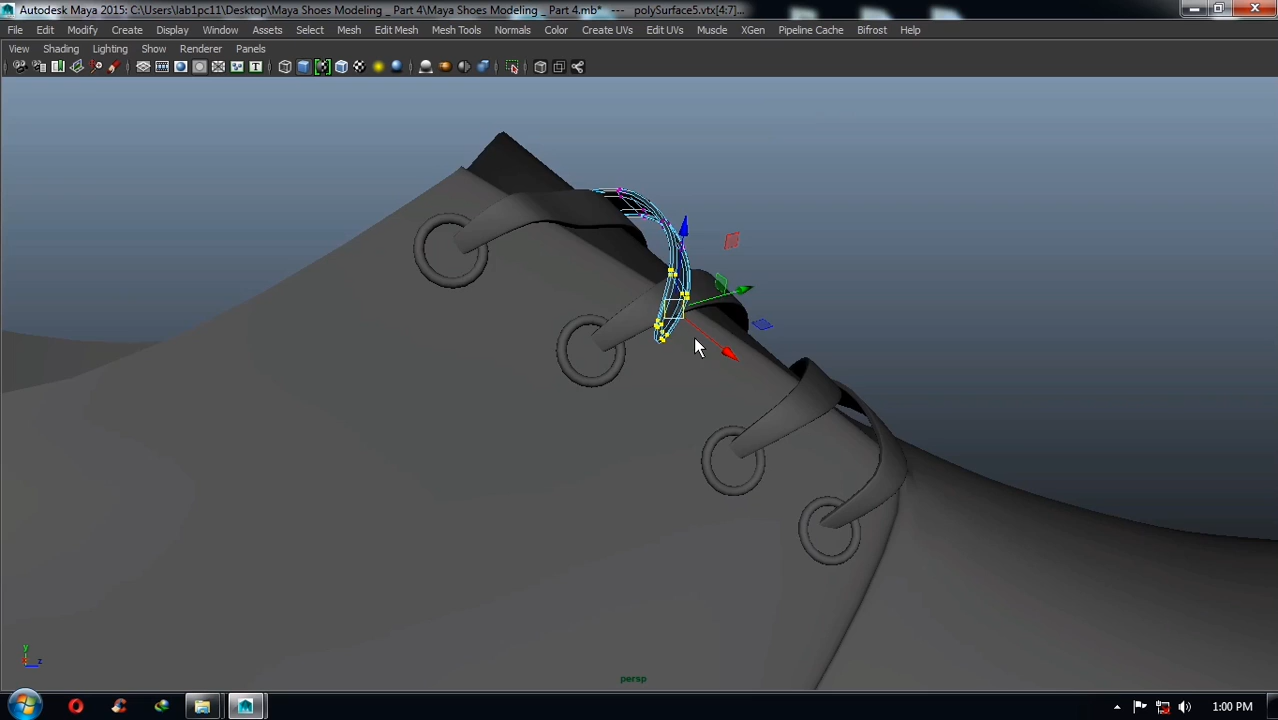 Autodesk Maya 2015: C:\Users\lab1pc11\Desktop\Maya Shoes Modeling _ Part 4\Maya Shoes Modeling _ Part 4.mb* --- polySurface5.vtx[4:7]...
File Edit Modify Create Display Window Assets Select Mesh Edit Mesh Mesh Tools Normals Color Create UVs Edit UVs Muscle XGen Pipeline Cache Bifrost Help
View Shading Lighting Show Renderer Panels
y
z
persp
1:00 PM